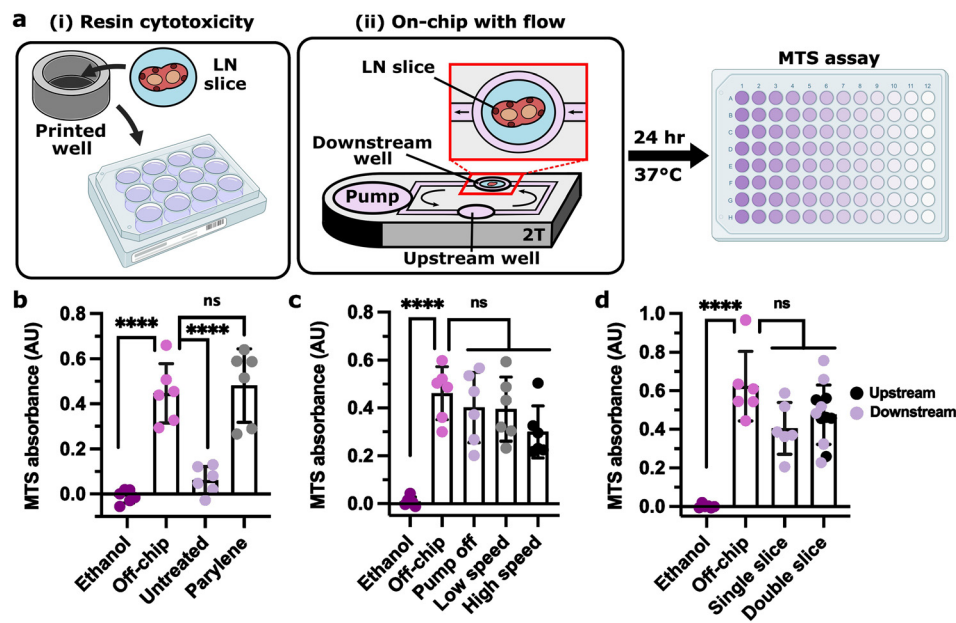 a
(i) Resin cytotoxicity
(ii) On-chip with flow
LN
slice
Printed
well
LN slice
Downstream
well
Pump
2T
Upstream well
24 hr
37°C
MTS assay
1 2 3 4 5 6 7 8 9 10 11 12
A
B
C
D
E
F
G
H
b
ns
****
****
MTS absorbance (AU)
0.8
0.6
0.4
0.2
0.0
Ethanol
Off-chip
Untreated
Parylene
c
****
ns
MTS absorbance (AU)
0.8
0.6
0.4
0.2
0.0
Ethanol
Off-chip
Pump off
Low speed
High speed
d
****
ns
MTS absorbance (AU)
1.0
0.8
0.6
0.4
0.2
0.0
Ethanol
Off-chip
Single slice
Double slice
Upstream
Downstream